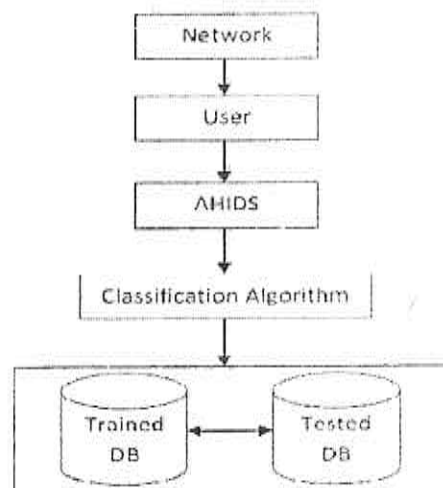 Network
User
AHIDS
Classification Algorithm
Trained Tested
DB DB